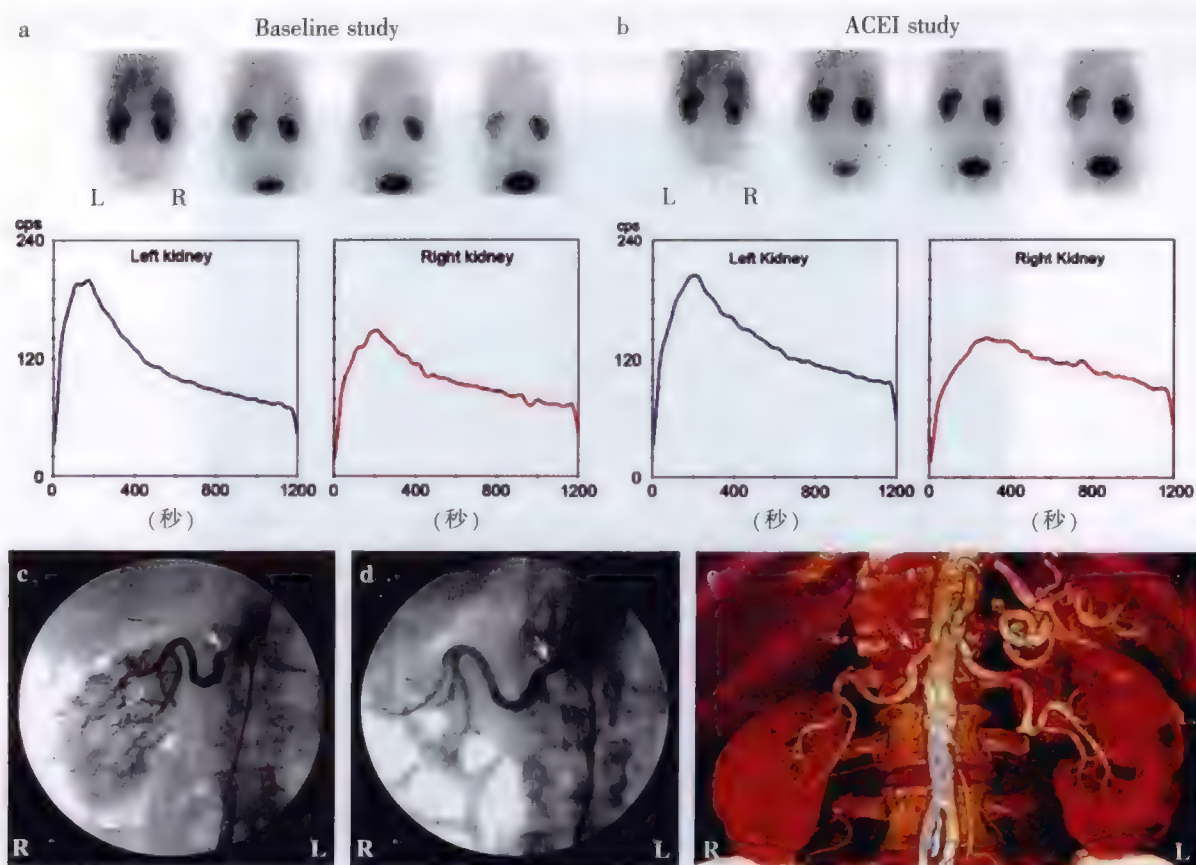 a Baseline study
b ACEI study
L R
L R
cps
240
120
0
Left kidney
0 400 800 1200
(秒)
Right kidney
0 400 800 1200
(秒)
cps
240
120
0
Left Kidney
0 400 800 1200
(秒)
Right Kidney
0 400 800 1200
(秒)
c
R L
d
R L
R L